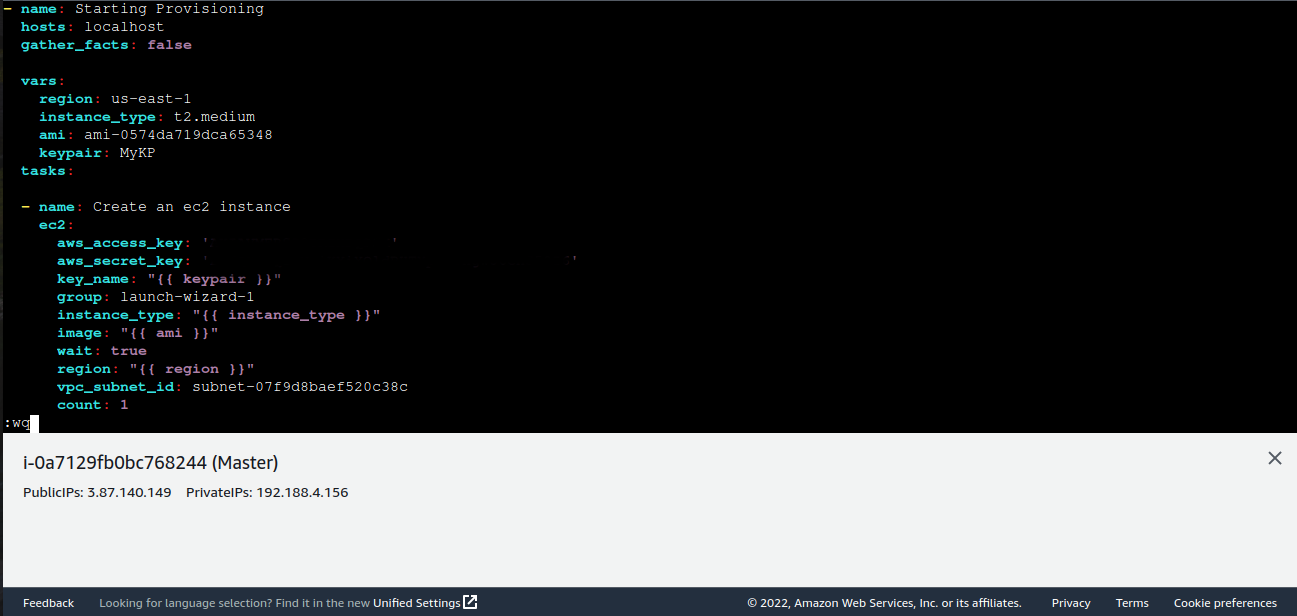 - name: Starting Provisioning
  hosts: localhost
  gather_facts: false

  vars:
    region: us-east-1
    instance_type: t2.medium
    ami: ami-0574da719dca65348
    keypair: MyKP
  tasks:

  - name: Create an ec2 instance
    ec2:
      aws_access_key: ' '
      aws_secret_key: ' '
      key_name: "{{ keypair }}"
      group: launch-wizard-1
      instance_type: "{{ instance_type }}"
      image: "{{ ami }}"
      wait: true
      region: "{{ region }}"
      vpc_subnet_id: subnet-07f9d8baef520c38c
      count: 1
:wq
i-0a7129fb0bc768244 (Master)
PublicIPs: 3.87.140.149 PrivateIPs: 192.188.4.156
Feedback Looking for language selection? Find it in the new Unified Settings © 2022, Amazon Web Services, Inc. or its affiliates. Privacy Terms Cookie preferences